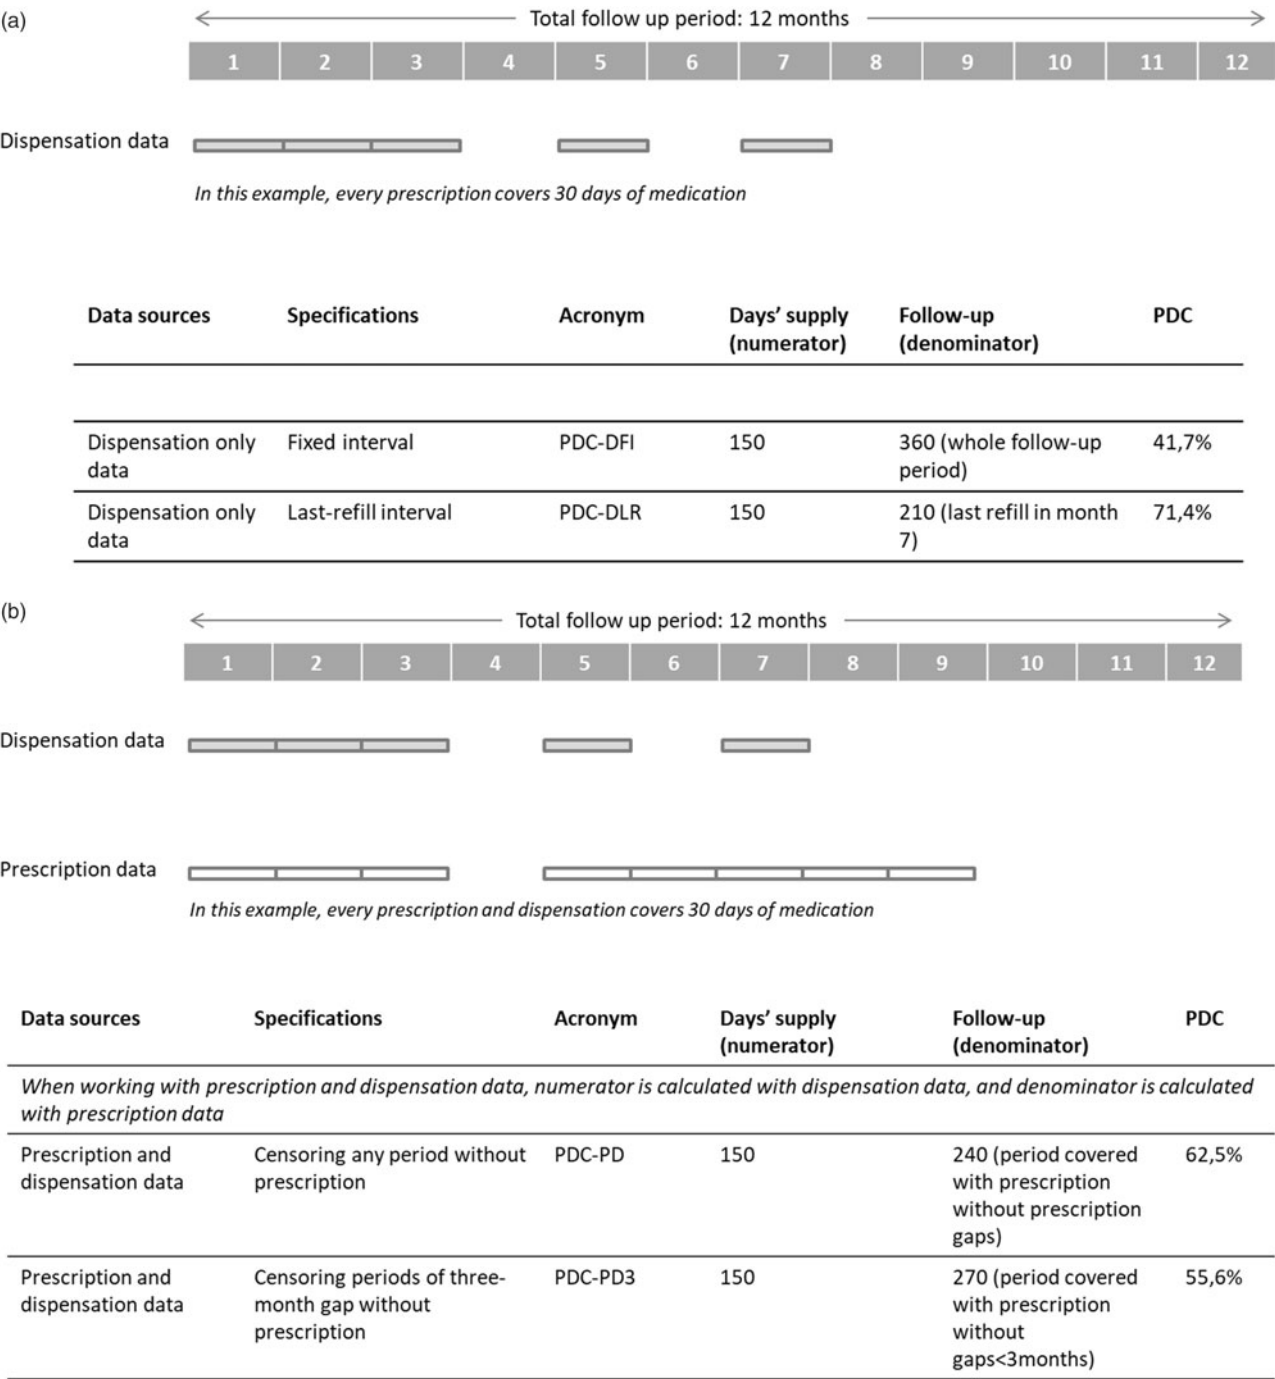 (a)
Total follow up period: 12 months
1 2 3 4 5 6 7 8 9 10 11 12
Dispensation data
In this example, every prescription covers 30 days of medication
Data sources Specifications Acronym Days' supply Follow-up PDC
(numerator) (denominator)
Dispensation only Fixed interval PDC-DFI 150 360 (whole follow-up 41,7%
data period)
Dispensation only Last-refill interval PDC-DLR 150 210 (last refill in month 71,4%
data 7)
(b)
Total follow up period: 12 months
1 2 3 4 5 6 7 8 9 10 11 12
Dispensation data
Prescription data
In this example, every prescription and dispensation covers 30 days of medication
Data sources Specifications Acronym Days' supply Follow-up PDC
(numerator) (denominator)
When working with prescription and dispensation data, numerator is calculated with dispensation data, and denominator is calculated
with prescription data
Prescription and Censoring any period without PDC-PD 150 240 (period covered 62,5%
dispensation data prescription with prescription
without prescription
gaps)
Prescription and Censoring periods of three- PDC-PD3 150 270 (period covered 55,6%
dispensation data month gap without with prescription
prescription without
gaps<3months)